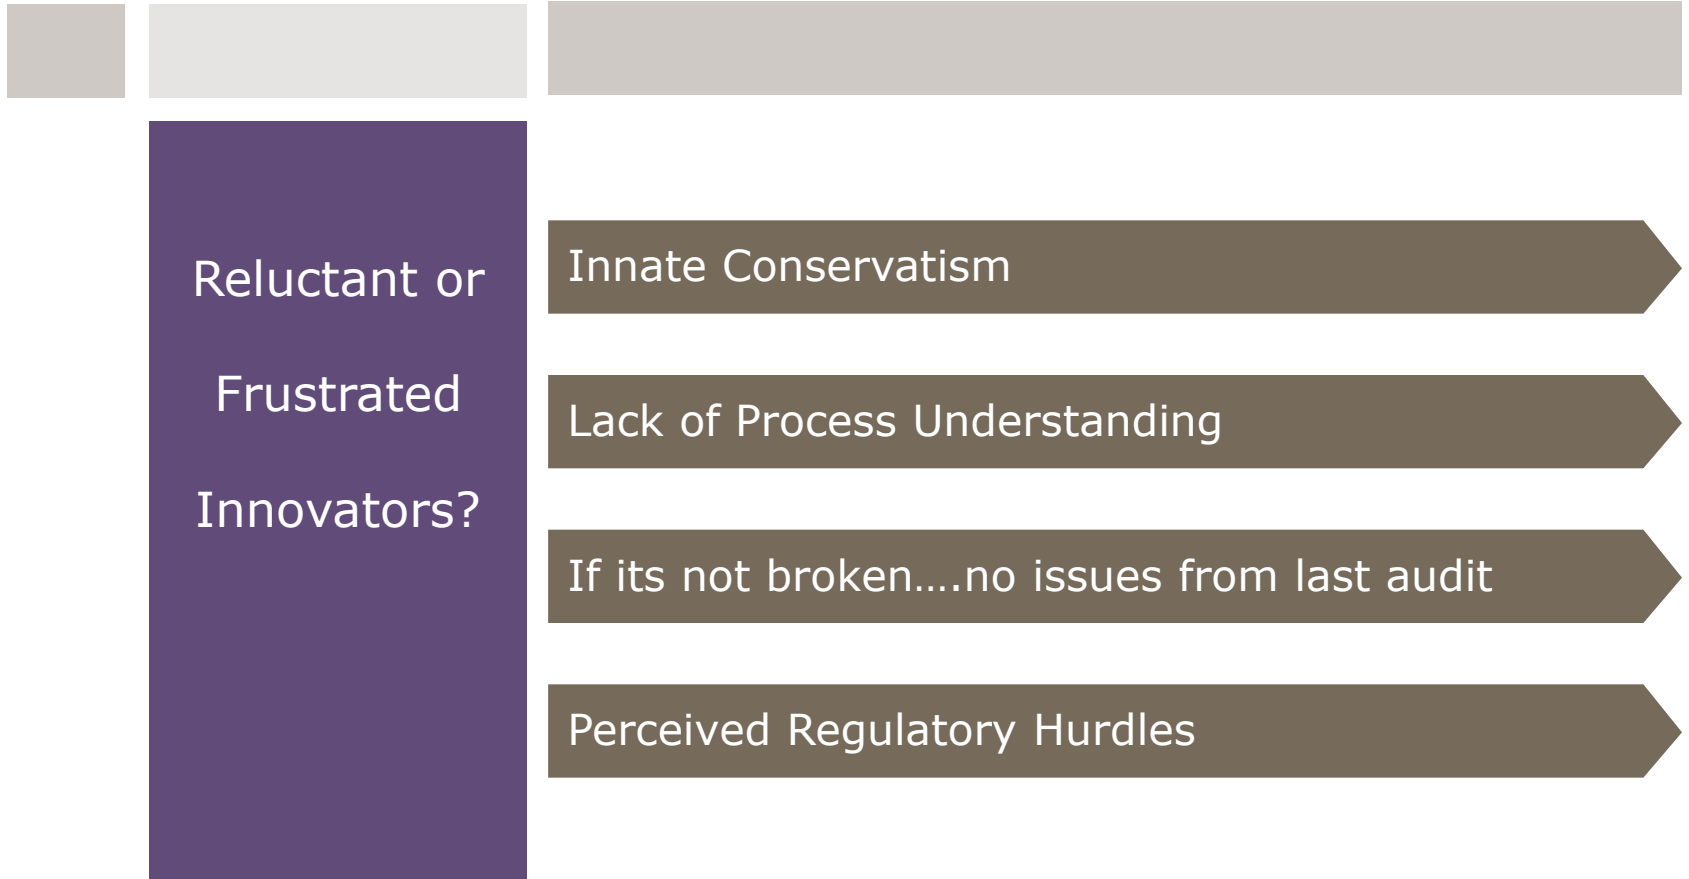 Reluctant or
Frustrated
Innovators?
Innate Conservatism
Lack of Process Understanding
If its not broken….no issues from last audit
Perceived Regulatory Hurdles